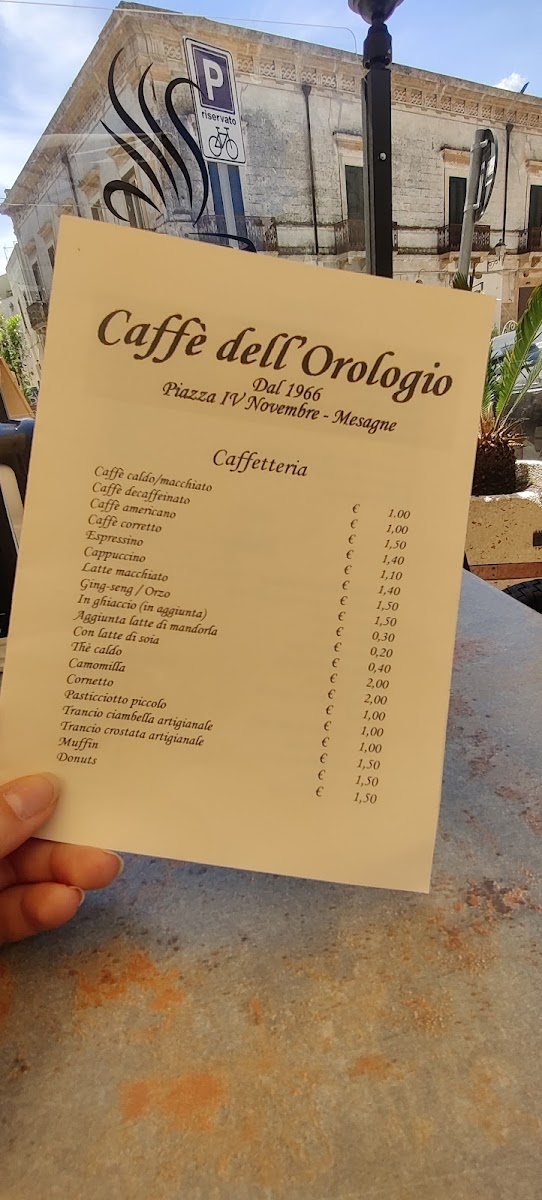 P
riservato
Caffè dell'Orologio
Dal 1966
Piazza IV Novembre - Mesagne
Caffetteria
Caffè caldo/macchiato € 1.00
Caffè decaffeinato € 1,00
Caffè americano € 1,50
Caffè corretto € 1,40
Espressino € 1,10
Cappuccino € 1,40
Latte macchiato € 1,50
Ging-seng / Orzo € 1,50
In ghiaccio (in aggiunta) € 0,30
Aggiunta latte di mandorla € 0,20
Con latte di soia € 0,40
Thè caldo € 2,00
Camomilla € 2,00
Cornetto € 1,00
Pasticciotto piccolo € 1,00
Trancio ciambella artigianale € 1,00
Trancio crostata artigianale € 1,50
Muffin € 1,50
Donuts € 1,50